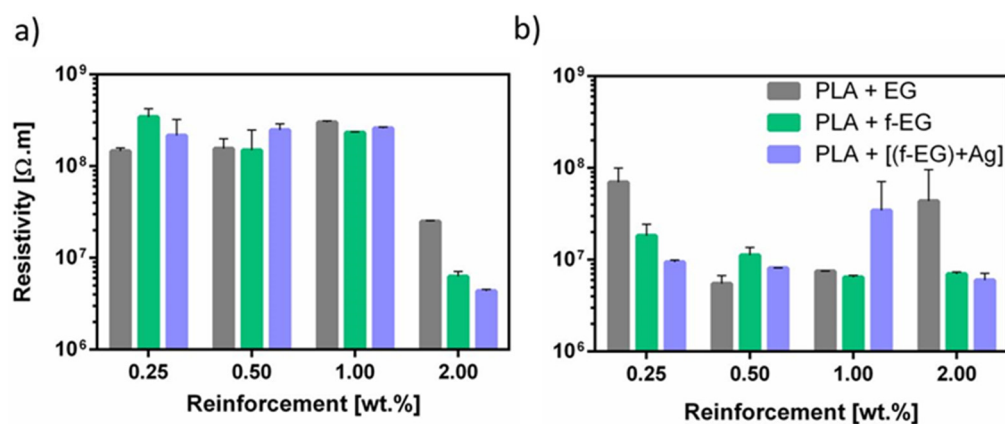 a)
Resistivity [Ω.m]
10⁹
10⁸
10⁷
10⁶
0.25 0.50 1.00 2.00
Reinforcement [wt.%]
b)
10⁹
10⁸
10⁷
10⁶
PLA + EG
PLA + f-EG
PLA + [(f-EG)+Ag]
0.25 0.50 1.00 2.00
Reinforcement [wt.%]